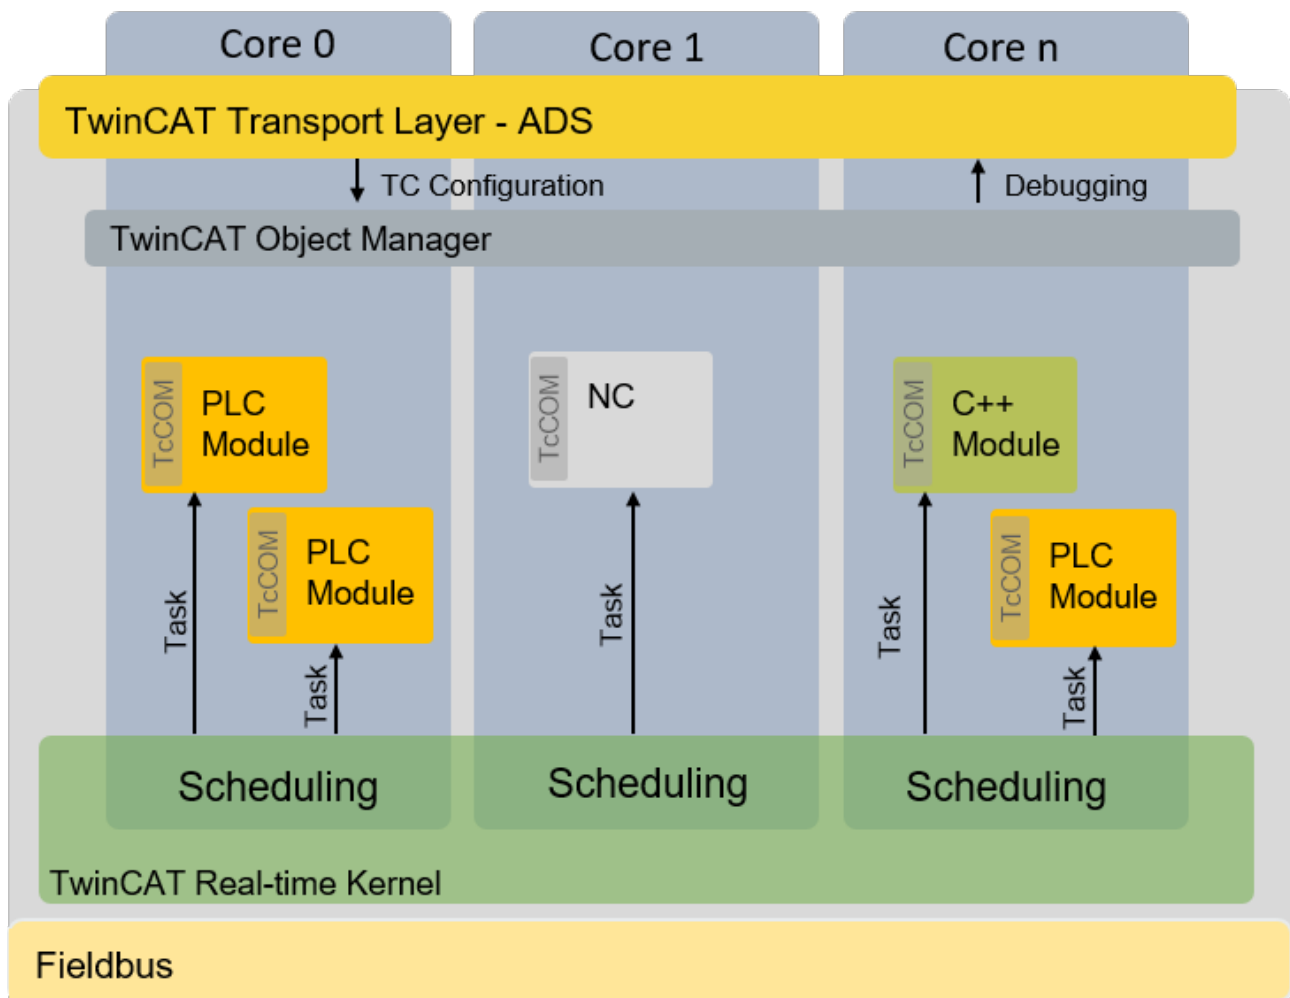 Core 0
Core 1
Core n
TwinCAT Transport Layer - ADS
TC Configuration
Debugging
TwinCAT Object Manager
TcCOM
PLC
Module
TcCOM
NC
TcCOM
C++
Module
TcCOM
PLC
Module
TcCOM
PLC
Module
Task
Task
Task
Task
Task
Scheduling
Scheduling
Scheduling
TwinCAT Real-time Kernel
Fieldbus